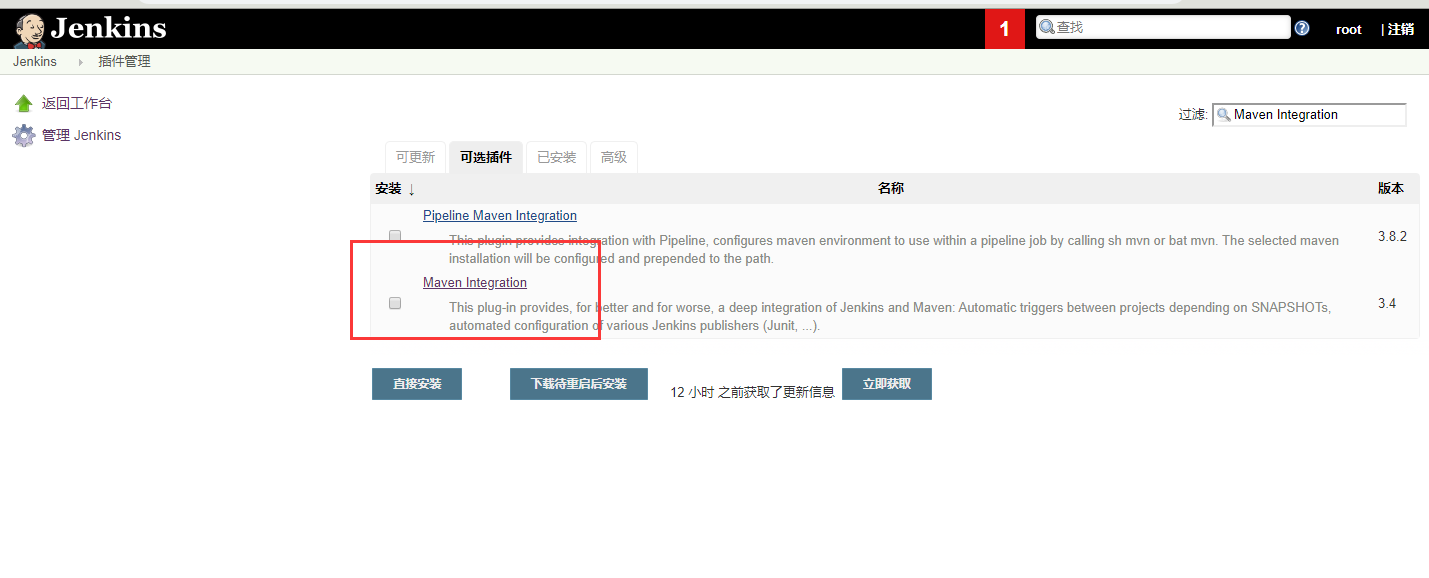 Jenkins
1
查找
root
| 注销
Jenkins
插件管理
返回工作台
管理 Jenkins
过滤:
Maven Integration
可更新
可选插件
已安装
高级
安装 ↓
名称
版本
Pipeline Maven Integration
This plugin provides integration with Pipeline, configures maven environment to use within a pipeline job by calling sh mvn or bat mvn. The selected maven
installation will be configured and prepended to the path.
3.8.2
Maven Integration
This plug-in provides, for better and for worse, a deep integration of Jenkins and Maven: Automatic triggers between projects depending on SNAPSHOTs,
automated configuration of various Jenkins publishers (Junit, ...).
3.4
直接安装
下载待重启后安装
12 小时 之前获取了更新信息
立即获取